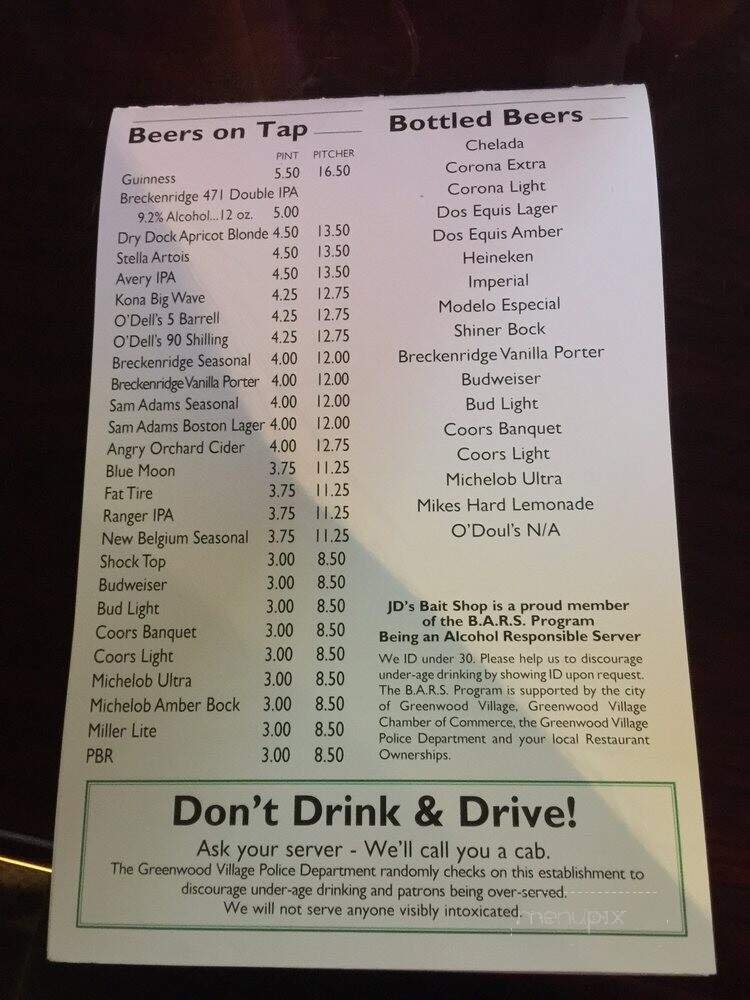 Beers on Tap
PINT PITCHER
Guinness 5.50 16.50
Breckenridge 471 Double IPA
9.2% Alcohol...12 oz. 5.00
Dry Dock Apricot Blonde 4.50 13.50
Stella Artois 4.50 13.50
Avery IPA 4.50 13.50
Kona Big Wave 4.25 12.75
O'Dell's 5 Barrell 4.25 12.75
O'Dell's 90 Shilling 4.25 12.75
Breckenridge Seasonal 4.00 12.00
Breckenridge Vanilla Porter 4.00 12.00
Sam Adams Seasonal 4.00 12.00
Sam Adams Boston Lager 4.00 12.00
Angry Orchard Cider 4.00 12.75
Blue Moon 3.75 11.25
Fat Tire 3.75 11.25
Ranger IPA 3.75 11.25
New Belgium Seasonal 3.75 11.25
Shock Top 3.00 8.50
Budweiser 3.00 8.50
Bud Light 3.00 8.50
Coors Banquet 3.00 8.50
Coors Light 3.00 8.50
Michelob Ultra 3.00 8.50
Michelob Amber Bock 3.00 8.50
Miller Lite 3.00 8.50
PBR 3.00 8.50
Bottled Beers
Chelada
Corona Extra
Corona Light
Dos Equis Lager
Dos Equis Amber
Heineken
Imperial
Modelo Especial
Shiner Bock
Breckenridge Vanilla Porter
Budweiser
Bud Light
Coors Banquet
Coors Light
Michelob Ultra
Mikes Hard Lemonade
O'Doul's N/A
JD's Bait Shop is a proud member
of the B.A.R.S. Program
Being an Alcohol Responsible Server
We ID under 30. Please help us to discourage
under-age drinking by showing ID upon request.
The B.A.R.S. Program is supported by the city
of Greenwood Village, Greenwood Village
Chamber of Commerce, the Greenwood Village
Police Department and your local Restaurant
Ownerships.
Don't Drink & Drive!
Ask your server - We'll call you a cab.
The Greenwood Village Police Department randomly checks on this establishment to
discourage under-age drinking and patrons being over-served.
We will not serve anyone visibly intoxicated.
menupix